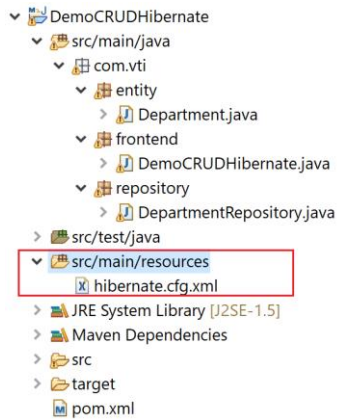 DemoCRUDHibernate
src/main/java
com.vti
entity
Department.java
frontend
DemoCRUDHibernate.java
repository
DepartmentRepository.java
src/test/java
src/main/resources
hibernate.cfg.xml
JRE System Library [J2SE-1.5]
Maven Dependencies
src
target
pom.xml